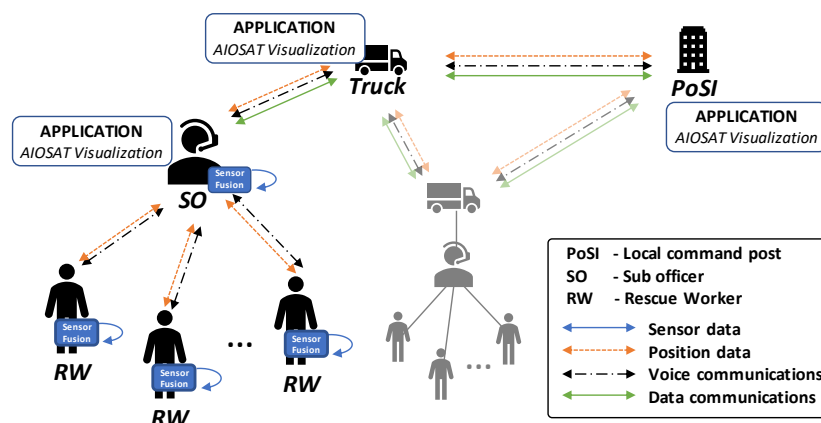 APPLICATION
AIOSAT Visualization
Truck
PoSI
APPLICATION
AIOSAT Visualization
APPLICATION
AIOSAT Visualization
Sensor
Fusion
SO
PoSI - Local command post
SO - Sub officer
RW - Rescue Worker
Sensor data
Position data
Voice communications
Data communications
Sensor
Fusion
RW
Sensor
Fusion
RW
...
Sensor
Fusion
RW
...